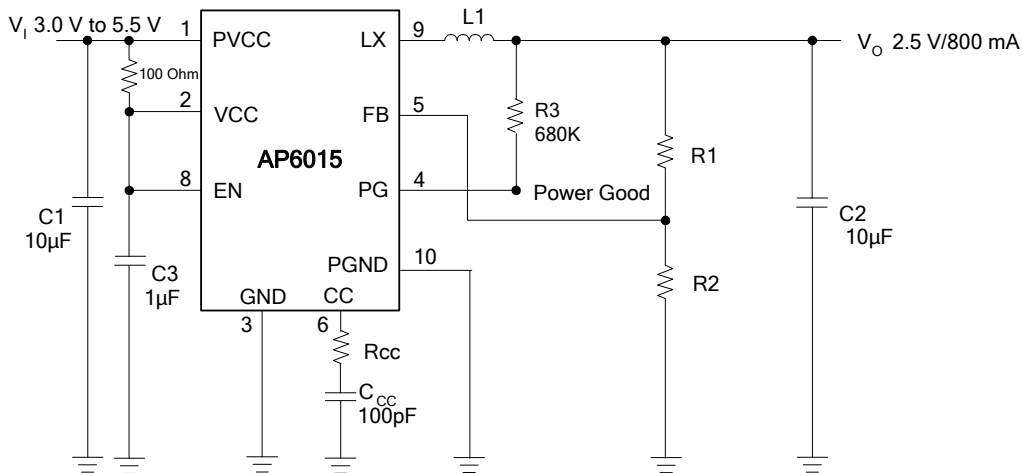 V_I 3.0 V to 5.5 V
1
PVCC
LX
9
L1
V_O 2.5 V/800 mA
100 Ohm
2
VCC
FB
5
R3
680K
R1
AP6015
8
EN
PG
4
Power Good
C1
10µF
C2
10µF
C3
1µF
PGND
10
R2
GND
CC
3
6
Rcc
C_CC
100pF